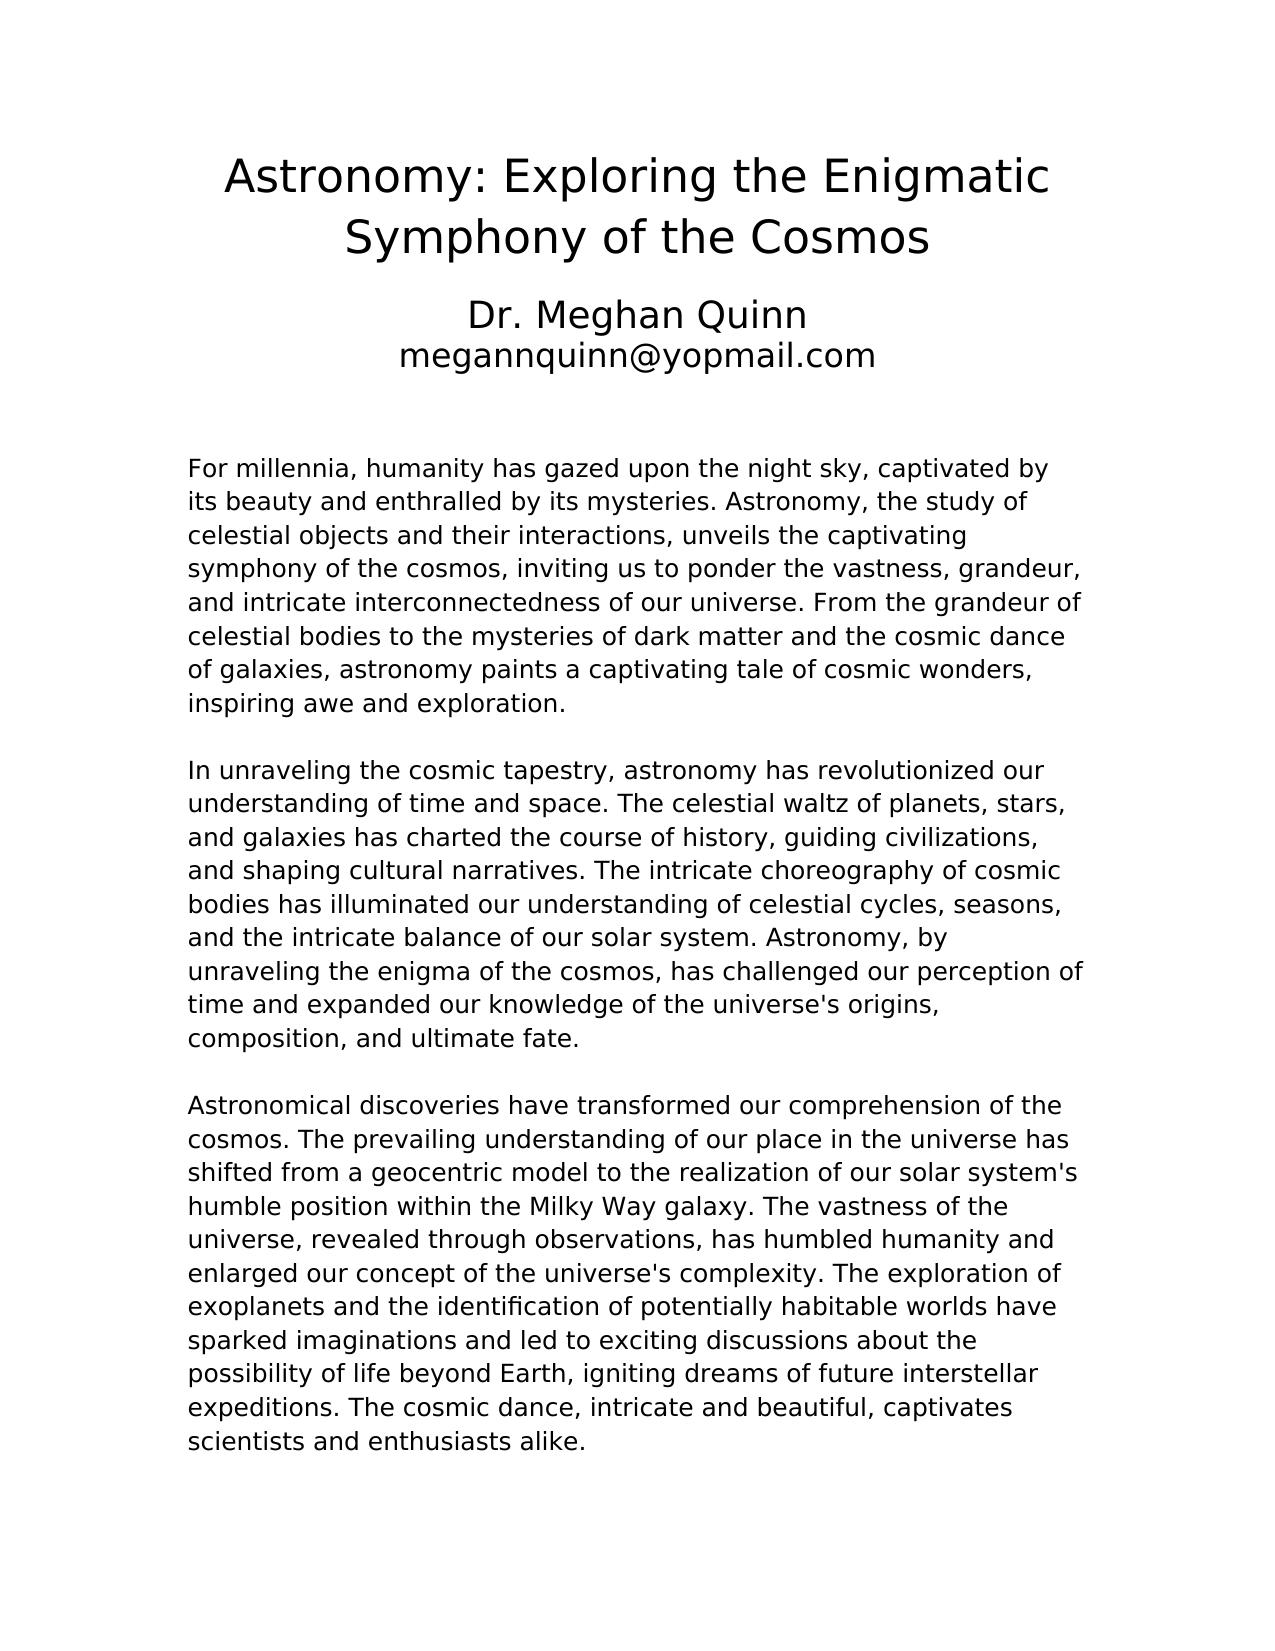 Astronomy: Exploring the Enigmatic
Symphony of the Cosmos
Dr. Meghan Quinn
megannquinn@yopmail.com
For millennia, humanity has gazed upon the night sky, captivated by
its beauty and enthralled by its mysteries. Astronomy, the study of
celestial objects and their interactions, unveils the captivating
symphony of the cosmos, inviting us to ponder the vastness, grandeur,
and intricate interconnectedness of our universe. From the grandeur of
celestial bodies to the mysteries of dark matter and the cosmic dance
of galaxies, astronomy paints a captivating tale of cosmic wonders,
inspiring awe and exploration.
In unraveling the cosmic tapestry, astronomy has revolutionized our
understanding of time and space. The celestial waltz of planets, stars,
and galaxies has charted the course of history, guiding civilizations,
and shaping cultural narratives. The intricate choreography of cosmic
bodies has illuminated our understanding of celestial cycles, seasons,
and the intricate balance of our solar system. Astronomy, by
unraveling the enigma of the cosmos, has challenged our perception of
time and expanded our knowledge of the universe's origins,
composition, and ultimate fate.
Astronomical discoveries have transformed our comprehension of the
cosmos. The prevailing understanding of our place in the universe has
shifted from a geocentric model to the realization of our solar system's
humble position within the Milky Way galaxy. The vastness of the
universe, revealed through observations, has humbled humanity and
enlarged our concept of the universe's complexity. The exploration of
exoplanets and the identification of potentially habitable worlds have
sparked imaginations and led to exciting discussions about the
possibility of life beyond Earth, igniting dreams of future interstellar
expeditions. The cosmic dance, intricate and beautiful, captivates
scientists and enthusiasts alike.